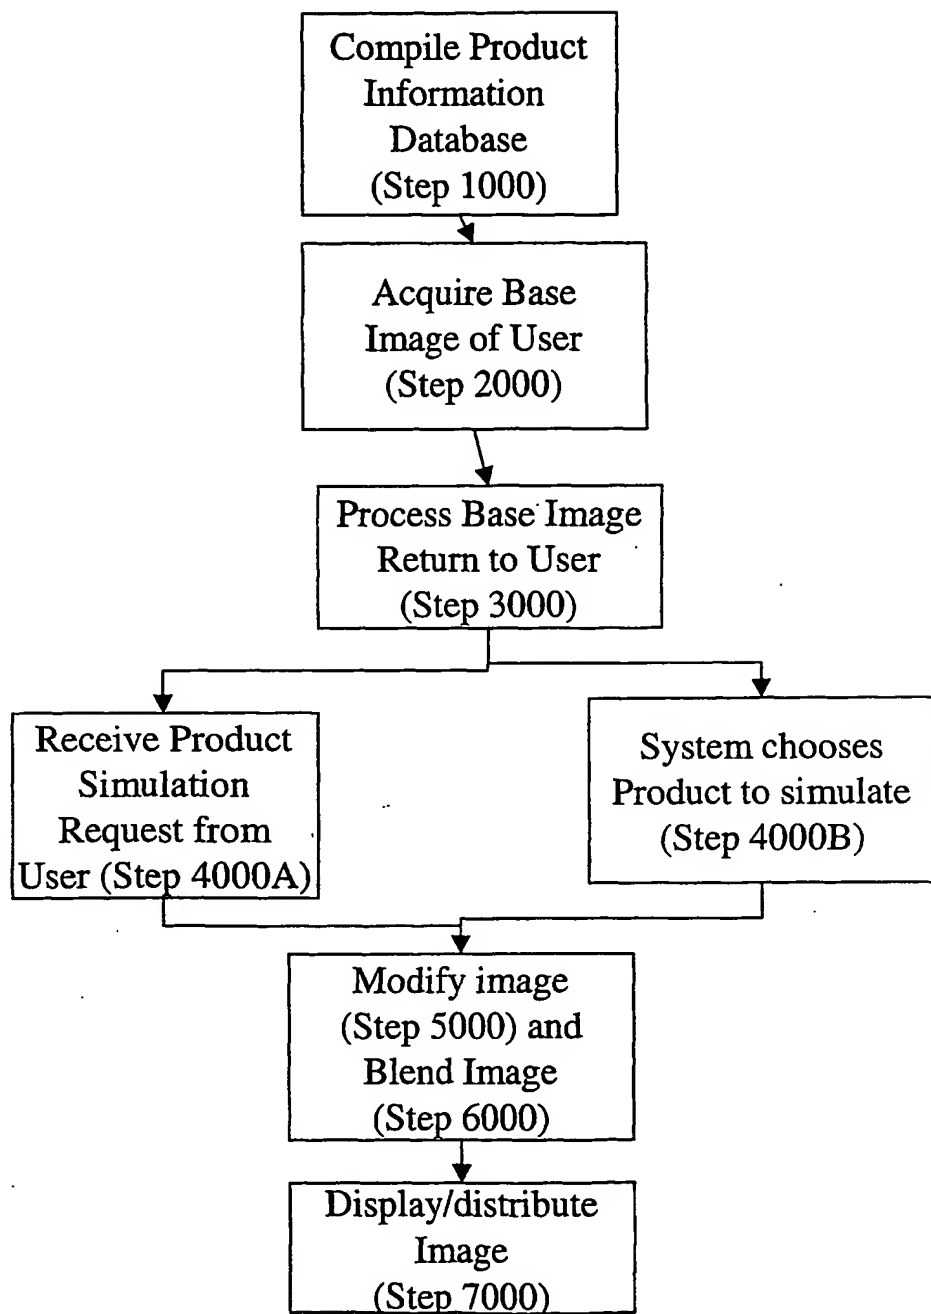 Compile Product
Information
Database
(Step 1000)
Acquire Base
Image of User
(Step 2000)
Process Base Image
Return to User
(Step 3000)
Receive Product
Simulation
Request from
User (Step 4000A)
System chooses
Product to simulate
(Step 4000B)
Modify image
(Step 5000) and
Blend Image
(Step 6000)
Display/distribute
Image
(Step 7000)